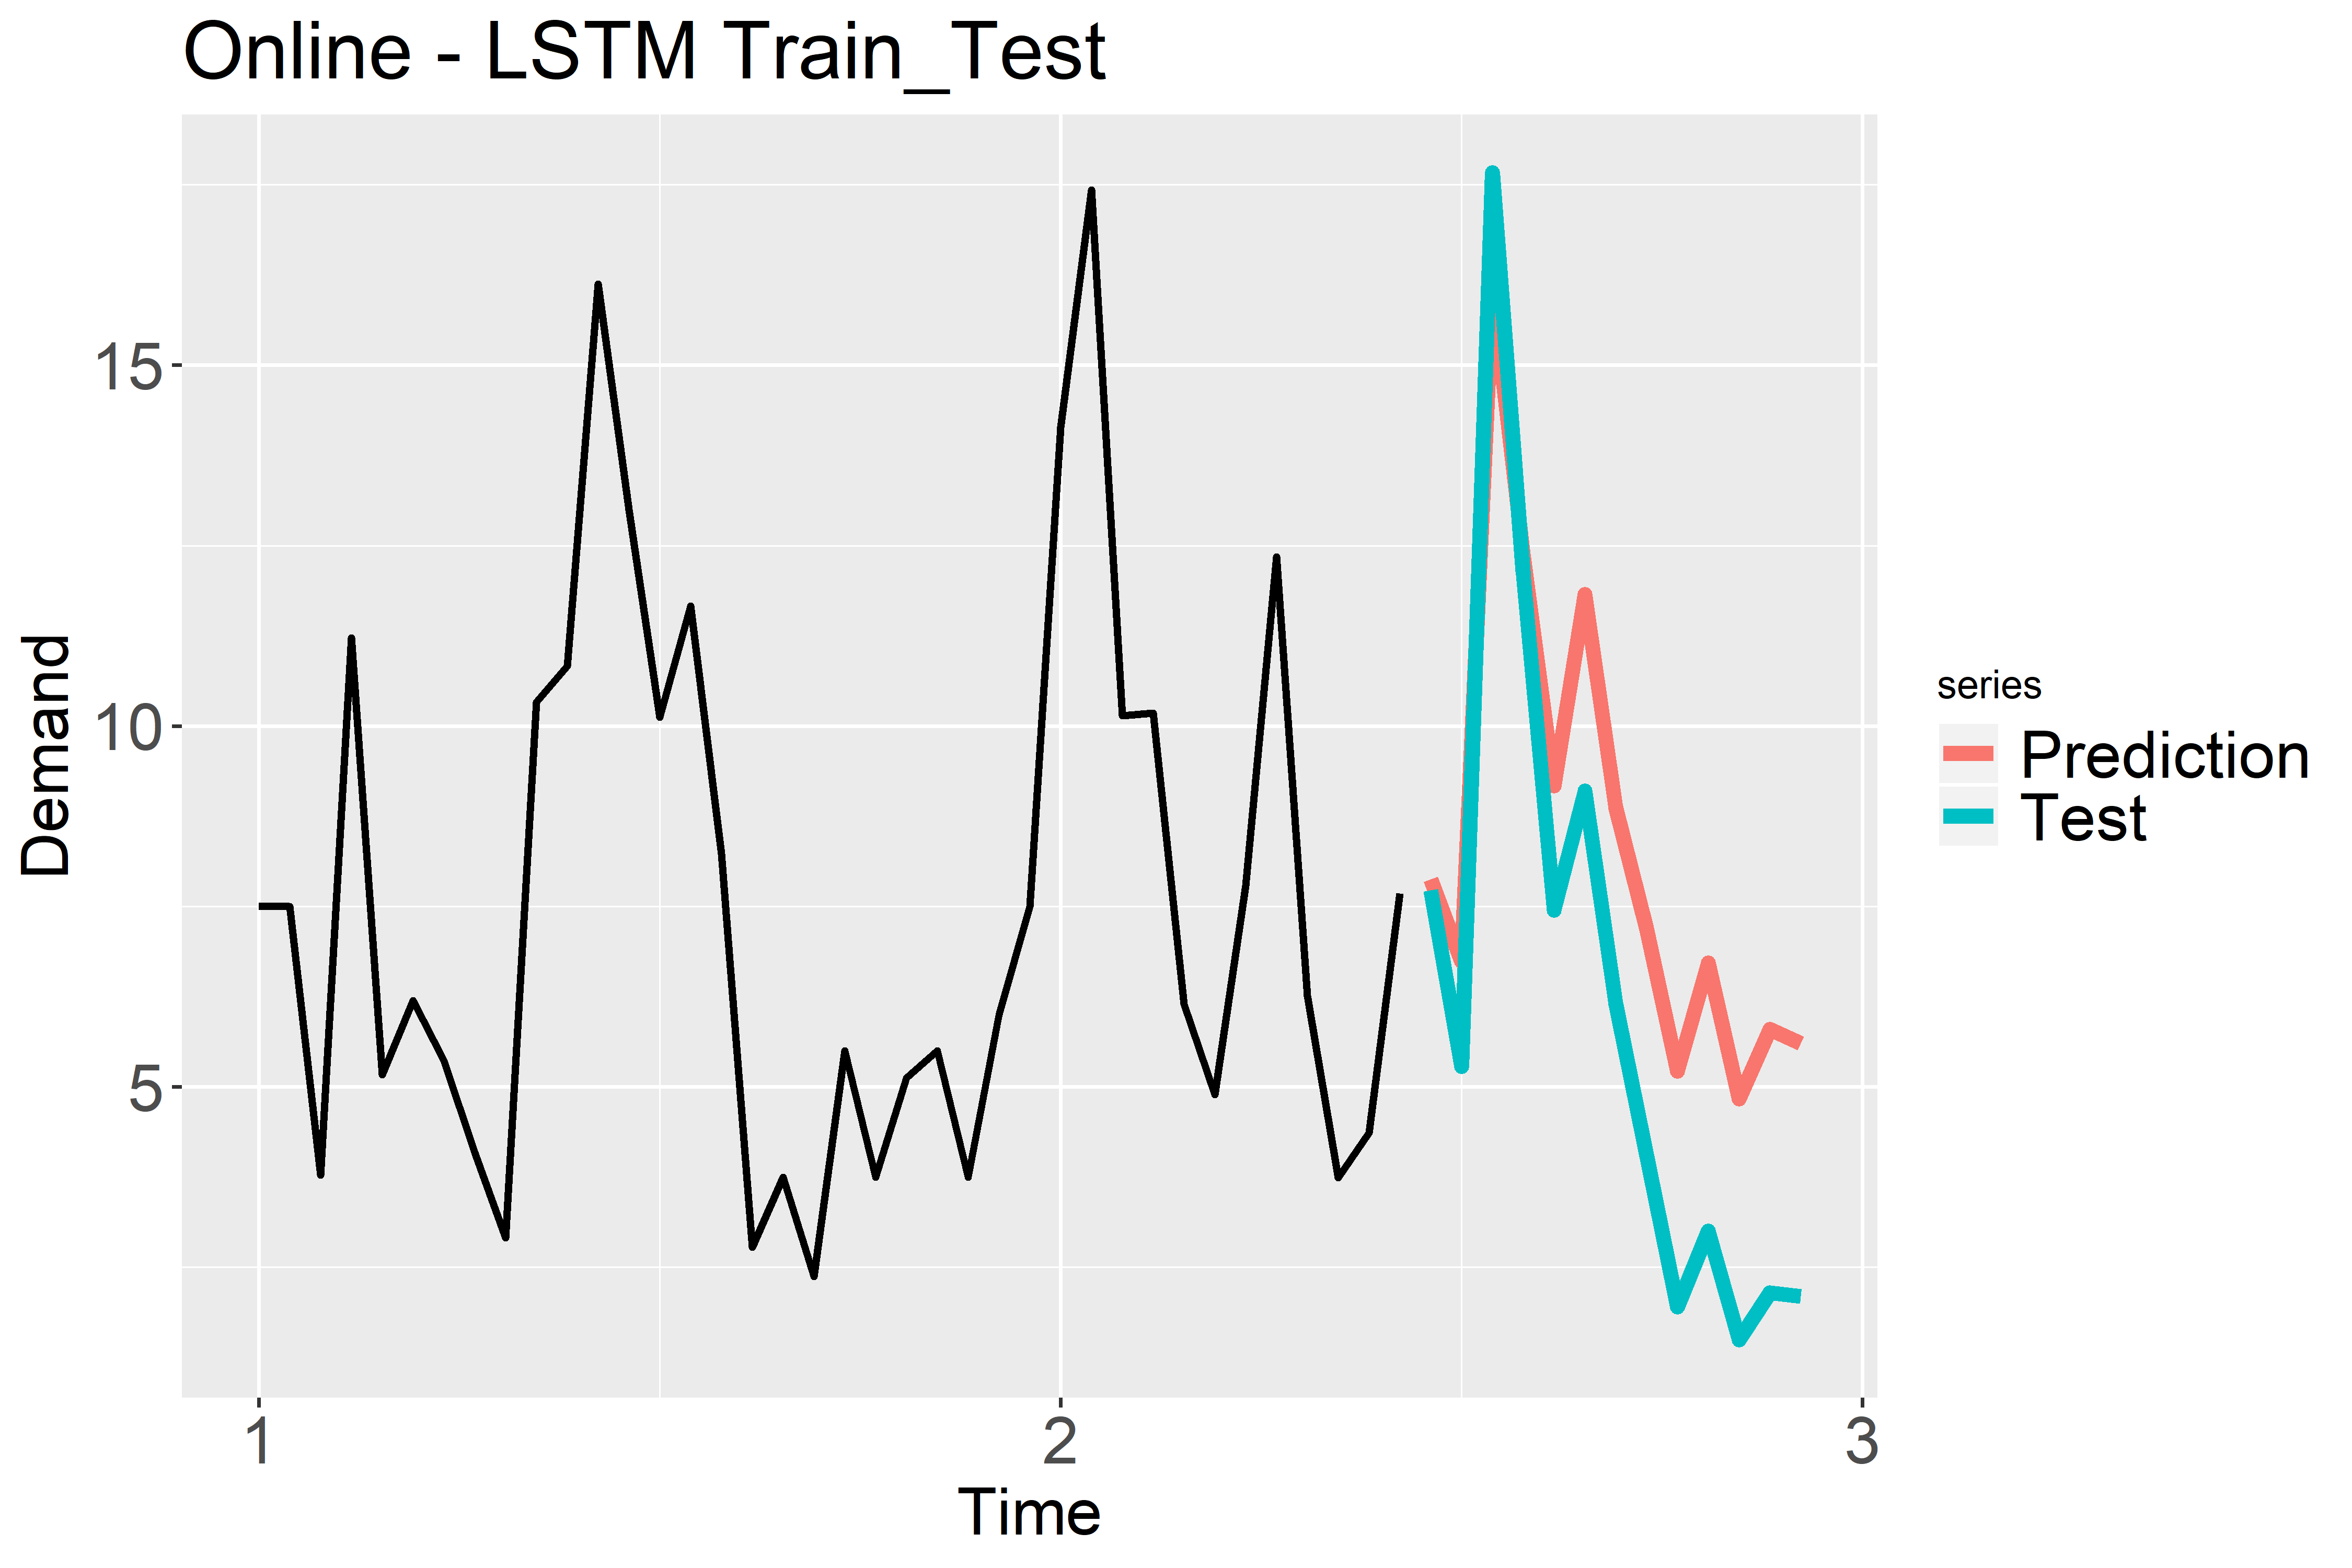 Online - LSTM Train_Test
Demand
15
10
5
1
2
3
Time
series
Prediction
Test